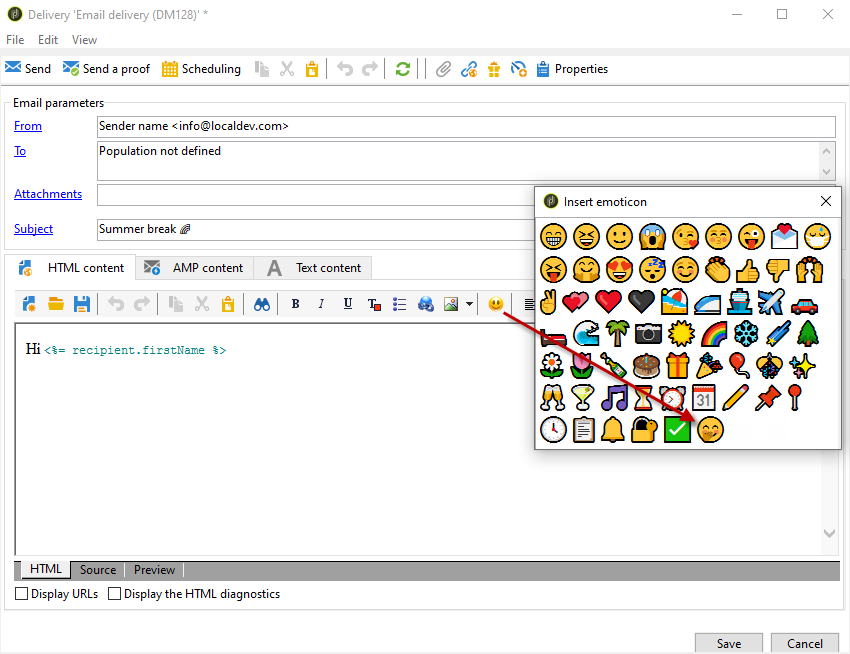 Delivery 'Email delivery (DM128)' *
File Edit View
Send Send a proof Scheduling Properties
Email parameters
From Sender name <info@localdev.com>
To Population not defined
Attachments
Subject Summer break
Insert emoticon
HTML content AMP content Text content
B I U T
31
Hi <%= recipient.firstName %>
HTML Source Preview
Display URLs Display the HTML diagnostics
Save Cancel